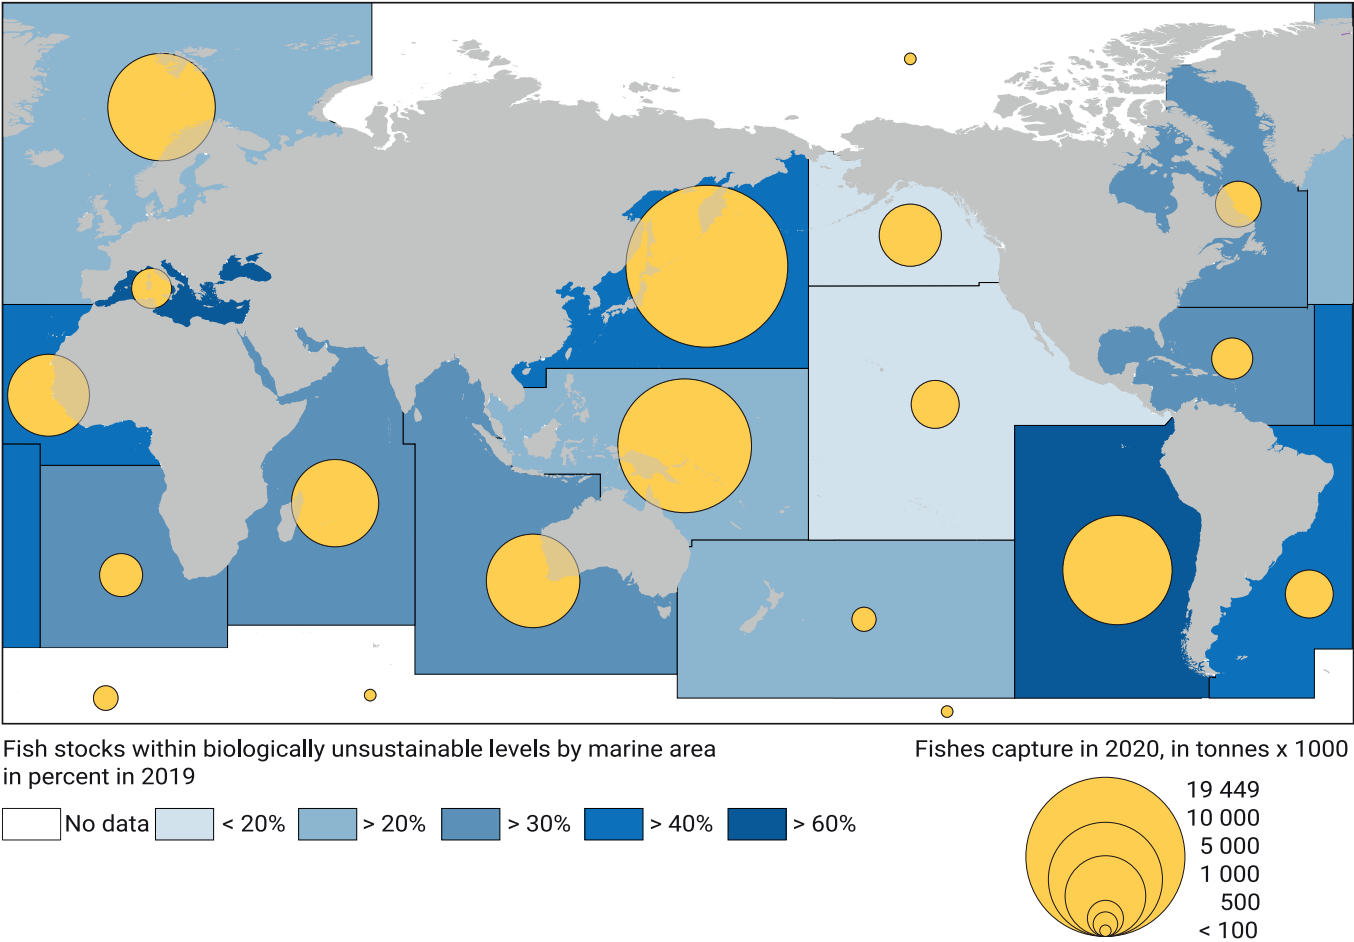 Fish stocks within biologically unsustainable levels by marine area
in percent in 2019
No data
< 20%
> 20%
> 30%
> 40%
> 60%
Fishes capture in 2020, in tonnes x 1000
19 449
10 000
5 000
1 000
500
< 100